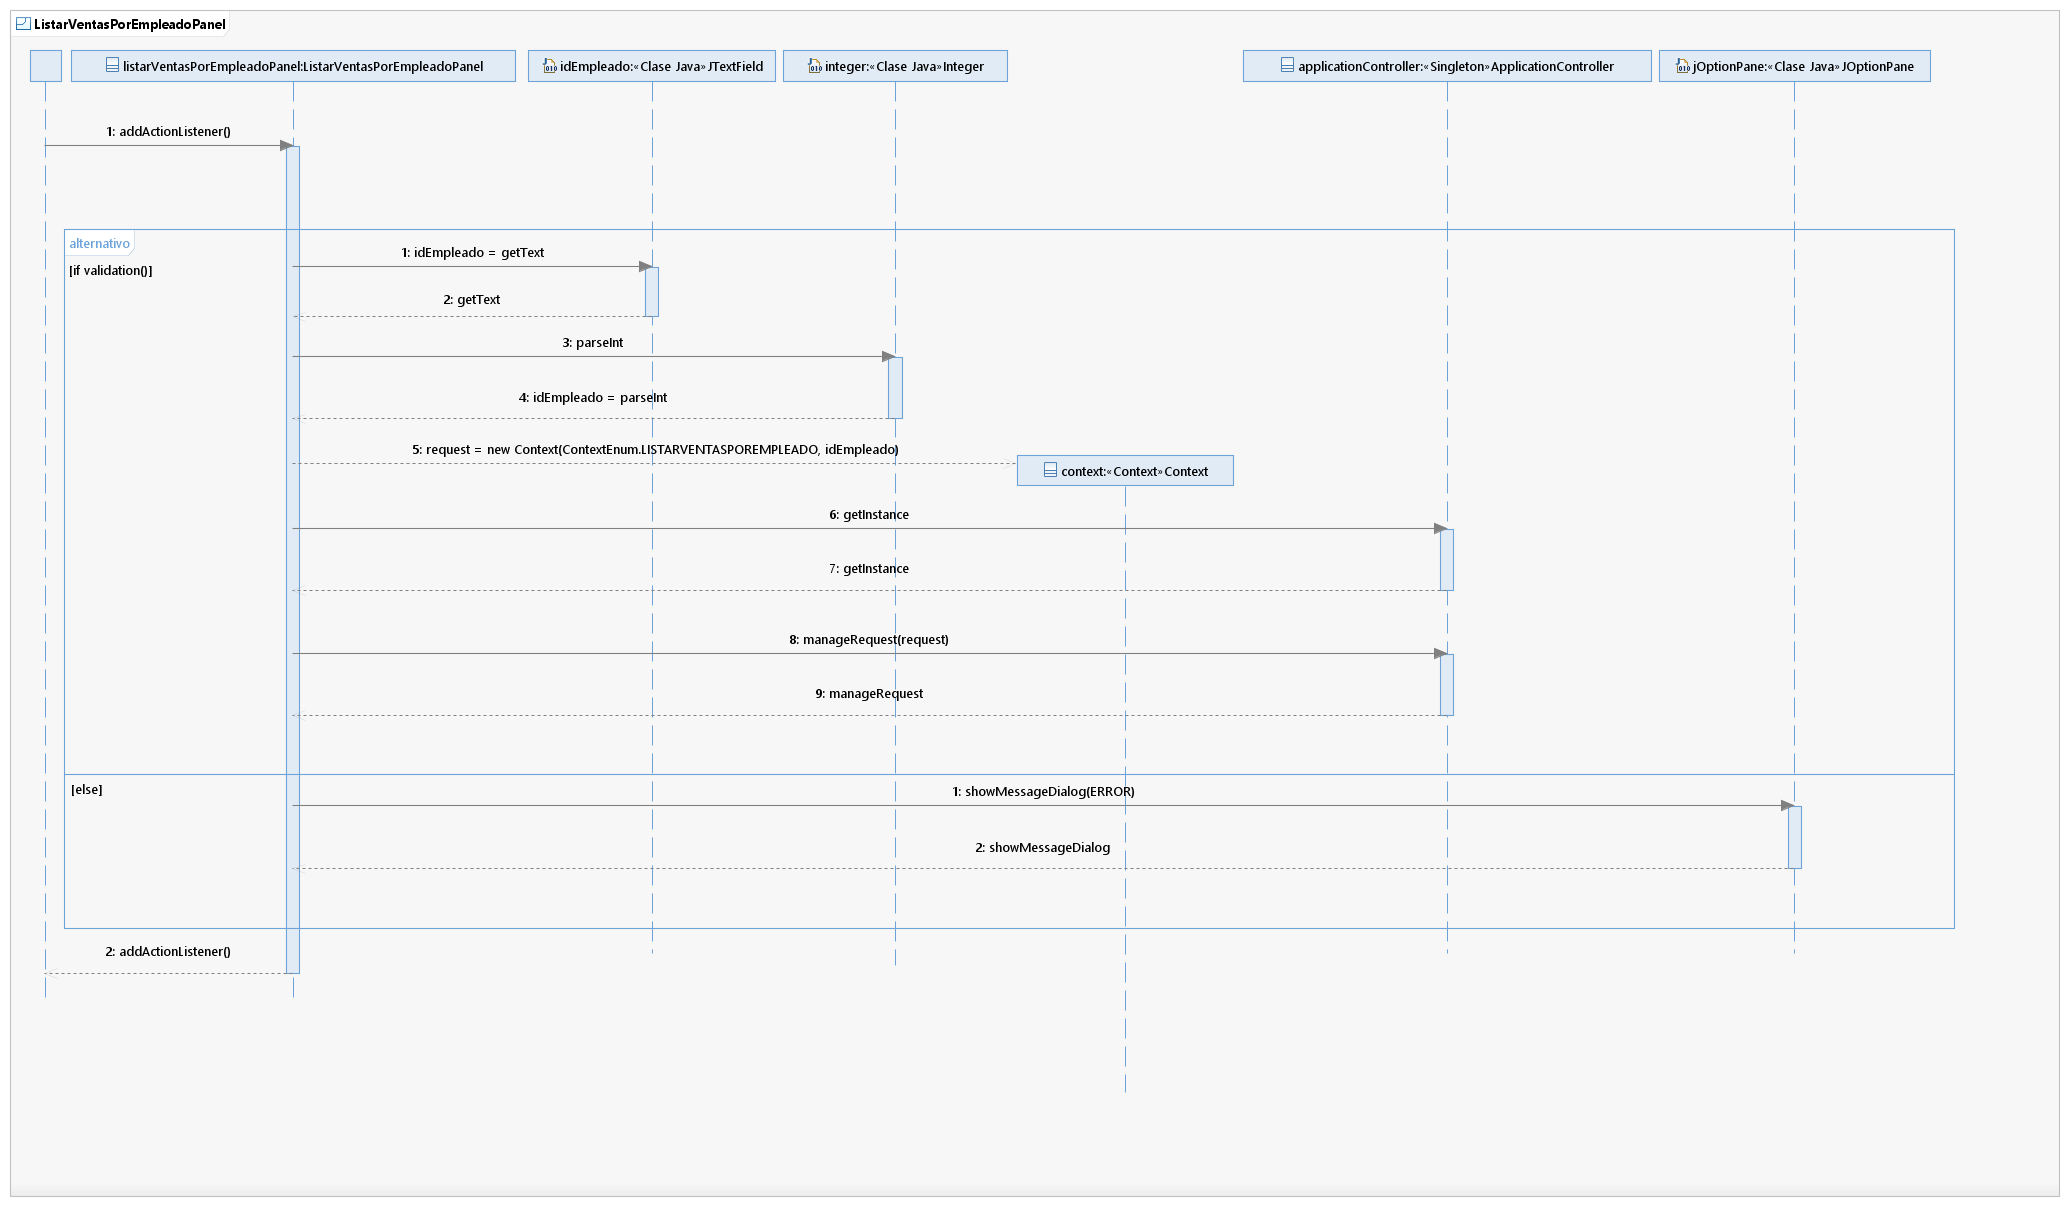 ListarVentasPorEmpleadoPanel
listarVentasPorEmpleadoPanel:ListarVentasPorEmpleadoPanel
idEmpleado:«Clase Java»JTextField
integer:«Clase Java»Integer
applicationController:«Singleton»ApplicationController
jOptionPane:«Clase Java»JOptionPane
1: addActionListener()
alternativo
[if validation()]
1: idEmpleado = getText
2: getText
3: parseInt
4: idEmpleado = parseInt
5: request = new Context(ContextEnum.LISTARVENTASPOREMPLEADO, idEmpleado)
context:«Context»Context
6: getInstance
7: getInstance
8: manageRequest(request)
9: manageRequest
[else]
1: showMessageDialog(ERROR)
2: showMessageDialog
2: addActionListener()